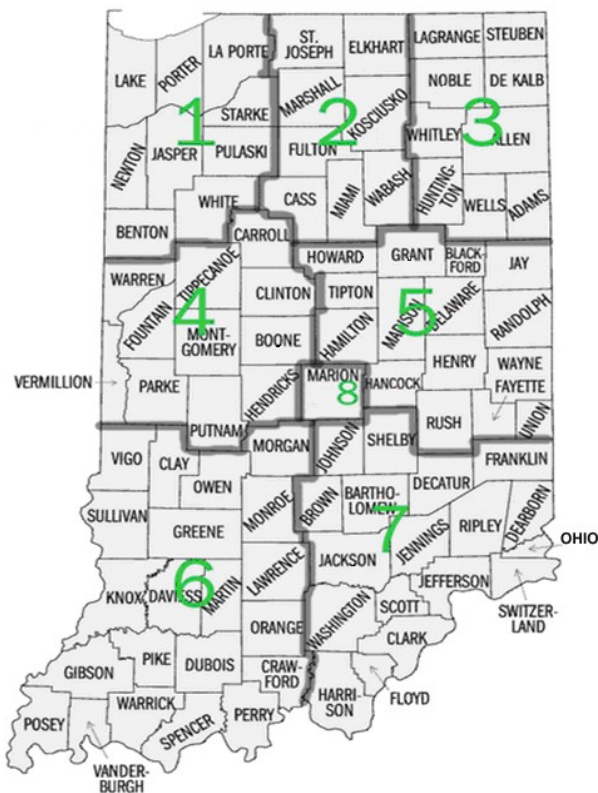 LAKE
PORTER
LA PORTE
ST.
JOSEPH
ELKHART
LAGRANGE
STEUBEN
NOBLE
DE KALB
MARSHALL
KOSCIUSKO
STARKE
1
2
3
WHITLEY
ALLEN
NEWTON
JASPER
PULASKI
FULTON
WHITE
CASS
MIAMI
WABASH
HUNTING-
TON
WELLS
ADAMS
BENTON
CARROLL
HOWARD
GRANT
BLACK-
FORD
JAY
WARREN
TIPPECANOE
CLINTON
TIPTON
4
5
FOUNTAIN
MONT-
GOMERY
BOONE
HAMILTON
MADISON
DELAWARE
RANDOLPH
VERMILLION
PARKE
HENDRICKS
MARION
8
HANCOCK
HENRY
WAYNE
FAYETTE
PUTNAM
MORGAN
JOHNSON
SHELBY
RUSH
UNION
VIGO
CLAY
OWEN
FRANKLIN
SULLIVAN
GREENE
MONROE
BROWN
BARTHO-
LOMEW
DECATUR
7
JENNINGS
RIPLEY
DEARBORN
OHIO
KNOX
DAVIESS
6
MARTIN
LAWRENCE
JACKSON
JEFFERSON
SWITZER-
LAND
ORANGE
WASHINGTON
SCOTT
CLARK
GIBSON
PIKE
DUBOIS
CRAW-
FORD
HARRI-
SON
FLOYD
POSEY
VANDER-
BURGH
WARRICK
SPENCER
PERRY